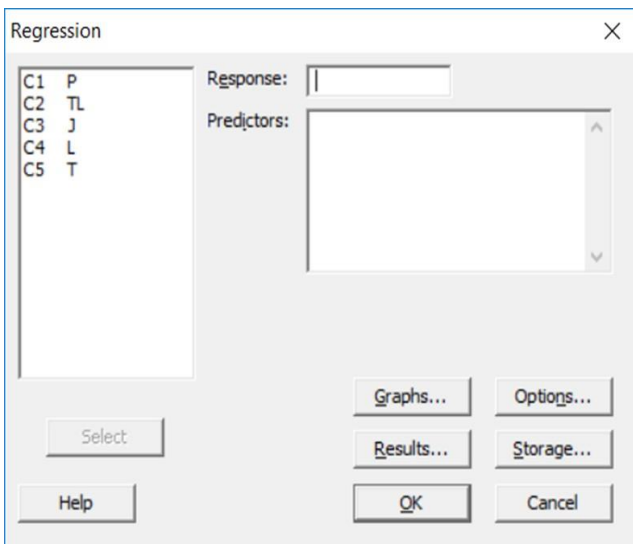 Regression
C1 P
C2 TL
C3 J
C4 L
C5 T
Response:
Predictors:
Graphs...
Options...
Select
Results...
Storage...
Help
OK
Cancel